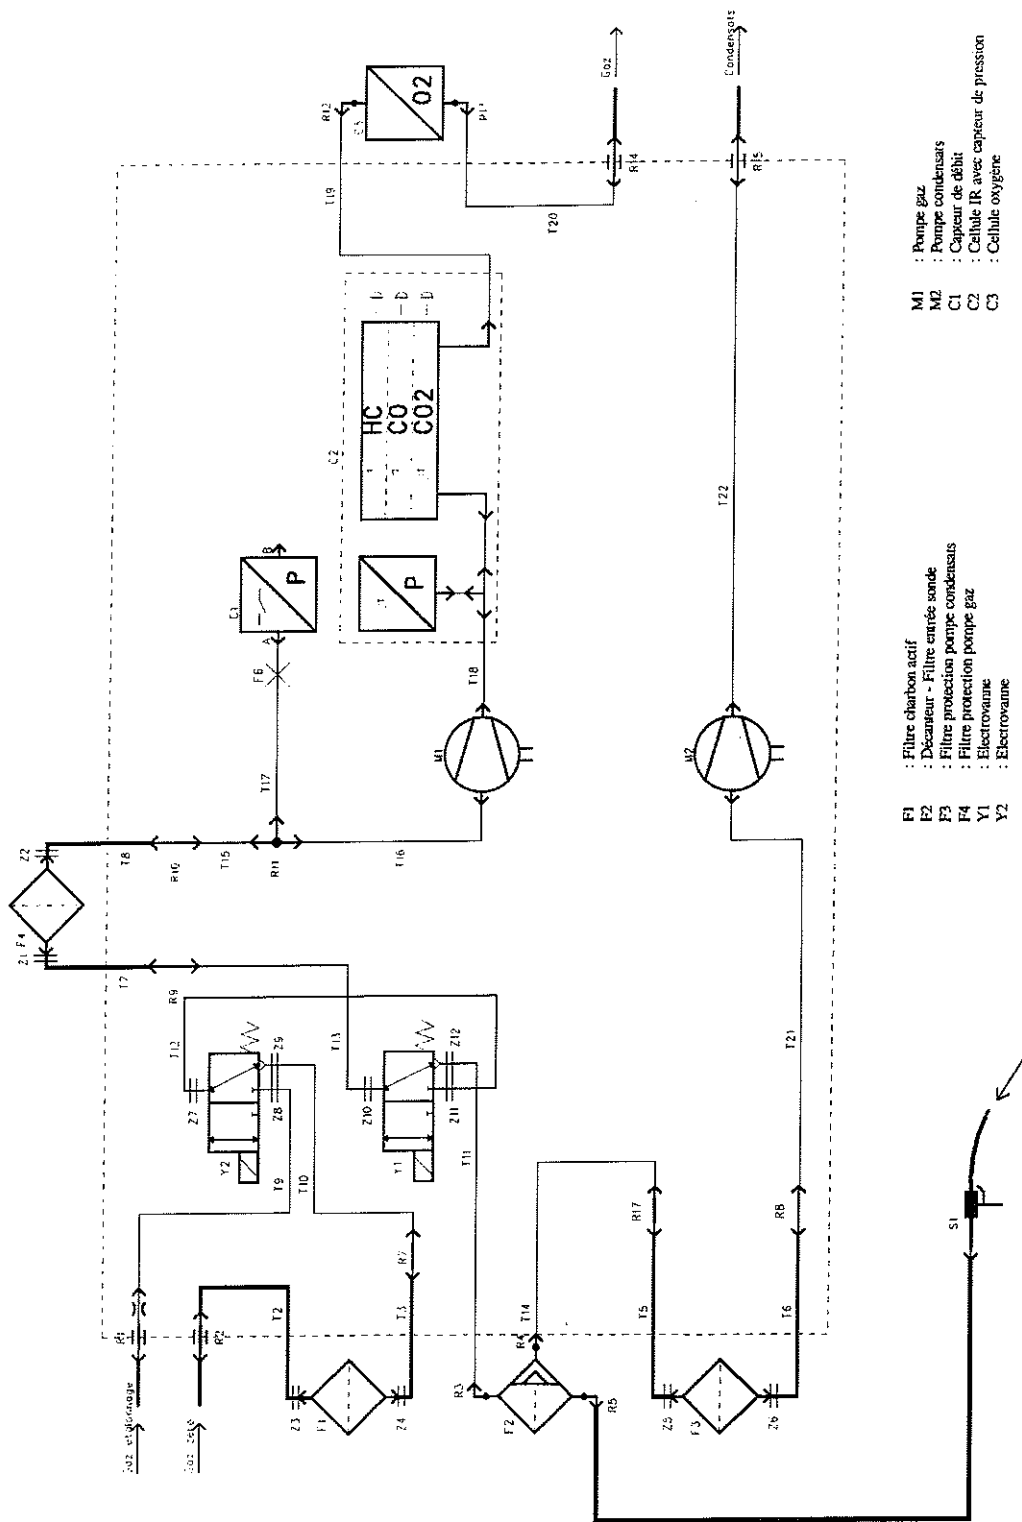 Gaz étalonnage
Gaz zéro
R1
R2
T2
Z3
F1
Z4
T3
R7
T9
T10
Y2
Z7
Z8
Z9
T12
R9
T13
Z10
Y1
Z11
Z12
T11
T7
Z1
F4
Z2
T8
R10
T15
R11
T16
T17
F6
A
C1
P
B
M1
T18
C2
P
HC
CO
CO2
D
D
D
T19
R12
C3
O2
R13
T20
R14
Gaz
R3
F2
R4
R5
T14
R17
T5
Z5
F3
Z6
T6
R8
T21
M2
T22
R15
Condensats
S1
F1 : Filtre charbon actif
F2 : Décanteur - Filtre entrée sonde
F3 : Filtre protection pompe condensats
F4 : Filtre protection pompe gaz
Y1 : Electrovanne
Y2 : Electrovanne
M1 : Pompe gaz
M2 : Pompe condensats
C1 : Capteur de débit
C2 : Cellule IR avec capteur de pression
C3 : Cellule oxygène